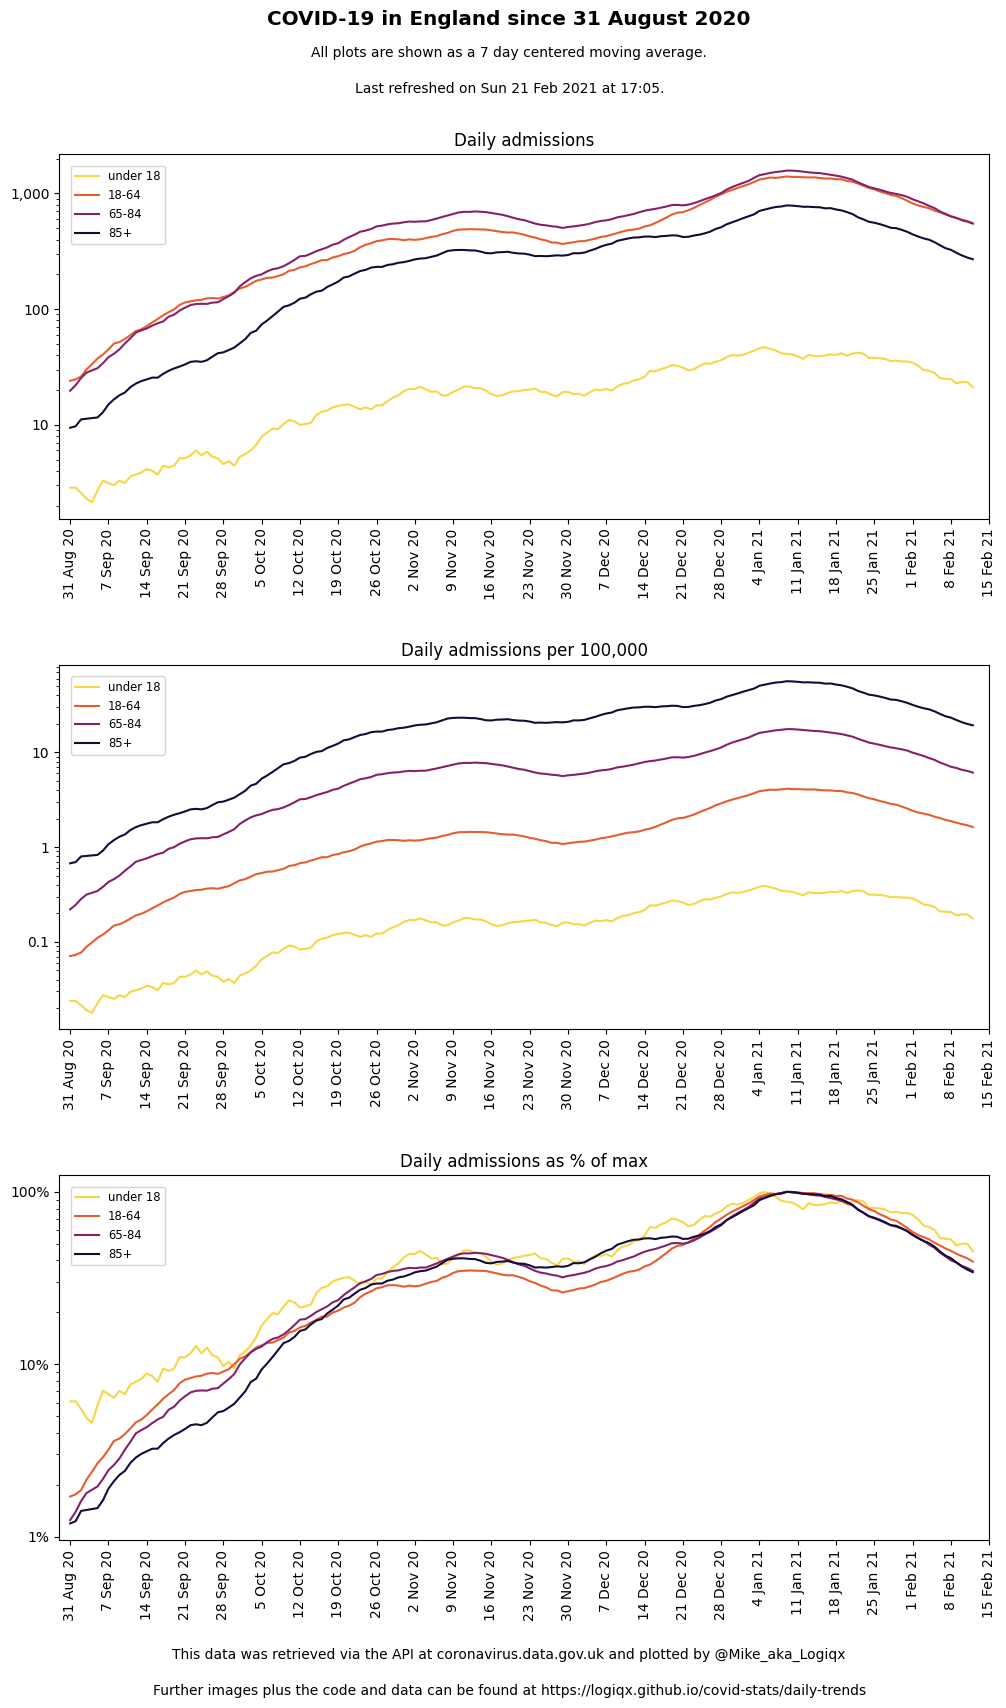 COVID-19 in England since 31 August 2020
All plots are shown as a 7 day centered moving average.
Last refreshed on Sun 21 Feb 2021 at 17:05.
Daily admissions
under 18
18-64
65-84
85+
1,000
100
10
31 Aug 20
7 Sep 20
14 Sep 20
21 Sep 20
28 Sep 20
5 Oct 20
12 Oct 20
19 Oct 20
26 Oct 20
2 Nov 20
9 Nov 20
16 Nov 20
23 Nov 20
30 Nov 20
7 Dec 20
14 Dec 20
21 Dec 20
28 Dec 20
4 Jan 21
11 Jan 21
18 Jan 21
25 Jan 21
1 Feb 21
8 Feb 21
15 Feb 21
Daily admissions per 100,000
under 18
18-64
65-84
85+
10
1
0.1
31 Aug 20
7 Sep 20
14 Sep 20
21 Sep 20
28 Sep 20
5 Oct 20
12 Oct 20
19 Oct 20
26 Oct 20
2 Nov 20
9 Nov 20
16 Nov 20
23 Nov 20
30 Nov 20
7 Dec 20
14 Dec 20
21 Dec 20
28 Dec 20
4 Jan 21
11 Jan 21
18 Jan 21
25 Jan 21
1 Feb 21
8 Feb 21
15 Feb 21
Daily admissions as % of max
under 18
18-64
65-84
85+
100%
10%
1%
31 Aug 20
7 Sep 20
14 Sep 20
21 Sep 20
28 Sep 20
5 Oct 20
12 Oct 20
19 Oct 20
26 Oct 20
2 Nov 20
9 Nov 20
16 Nov 20
23 Nov 20
30 Nov 20
7 Dec 20
14 Dec 20
21 Dec 20
28 Dec 20
4 Jan 21
11 Jan 21
18 Jan 21
25 Jan 21
1 Feb 21
8 Feb 21
15 Feb 21
This data was retrieved via the API at coronavirus.data.gov.uk and plotted by @Mike_aka_Logiqx
Further images plus the code and data can be found at https://logiqx.github.io/covid-stats/daily-trends